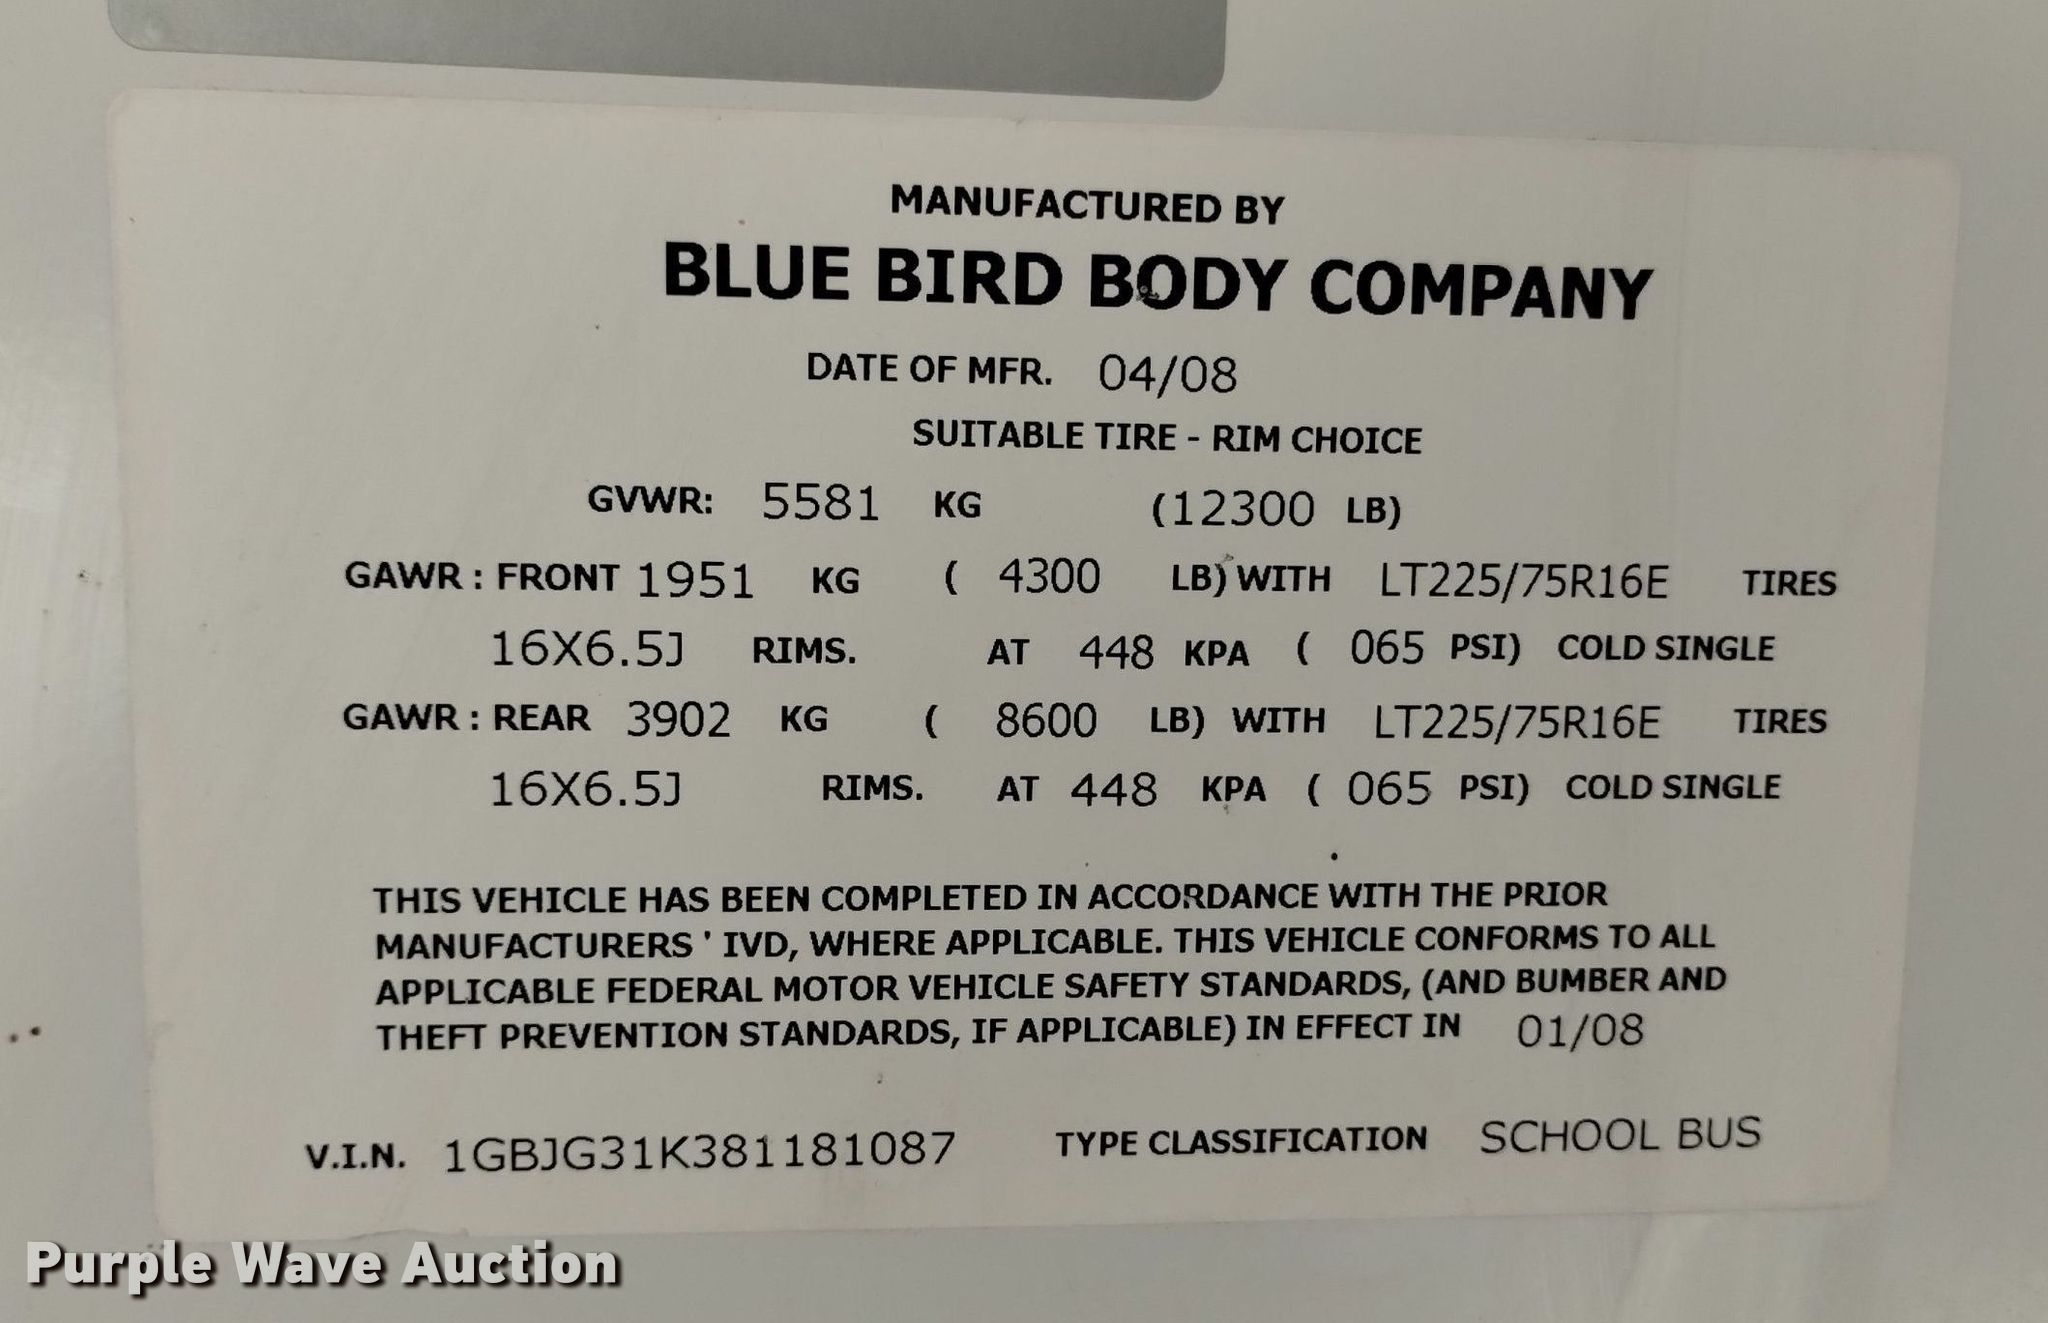 MANUFACTURED BY
BLUE BIRD BODY COMPANY
DATE OF MFR. 04/08
SUITABLE TIRE - RIM CHOICE
GVWR: 5581 KG (12300 LB)
GAWR : FRONT 1951 KG ( 4300 LB) WITH LT225/75R16E TIRES
16X6.5J RIMS. AT 448 KPA ( 065 PSI) COLD SINGLE
GAWR : REAR 3902 KG ( 8600 LB) WITH LT225/75R16E TIRES
16X6.5J RIMS. AT 448 KPA ( 065 PSI) COLD SINGLE
THIS VEHICLE HAS BEEN COMPLETED IN ACCORDANCE WITH THE PRIOR
MANUFACTURERS ' IVD, WHERE APPLICABLE. THIS VEHICLE CONFORMS TO ALL
APPLICABLE FEDERAL MOTOR VEHICLE SAFETY STANDARDS, (AND BUMBER AND
THEFT PREVENTION STANDARDS, IF APPLICABLE) IN EFFECT IN 01/08
V.I.N. 1GBJG31K381181087 TYPE CLASSIFICATION SCHOOL BUS
Purple Wave Auction